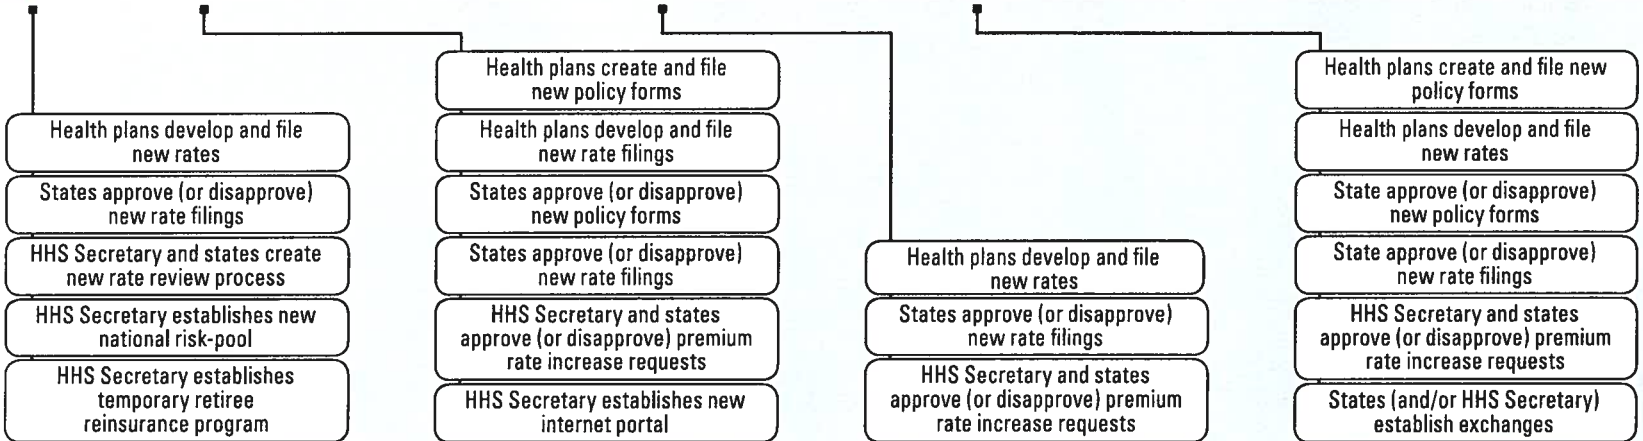 Health plans develop and file
new rates
States approve (or disapprove)
new rate filings
HHS Secretary and states create
new rate review process
HHS Secretary establishes new
national risk-pool
HHS Secretary establishes
temporary retiree
reinsurance program
Health plans create and file
new policy forms
Health plans develop and file
new rate filings
States approve (or disapprove)
new policy forms
States approve (or disapprove)
new rate filings
HHS Secretary and states
approve (or disapprove) premium
rate increase requests
HHS Secretary establishes new
internet portal
Health plans develop and file
new rates
States approve (or disapprove)
new rate filings
HHS Secretary and states
approve (or disapprove) premium
rate increase requests
Health plans create and file new
policy forms
Health plans develop and file
new rates
State approve (or disapprove)
new policy forms
State approve (or disapprove)
new rate filings
HHS Secretary and states
approve (or disapprove) premium
rate increase requests
States (and/or HHS Secretary)
establish exchanges